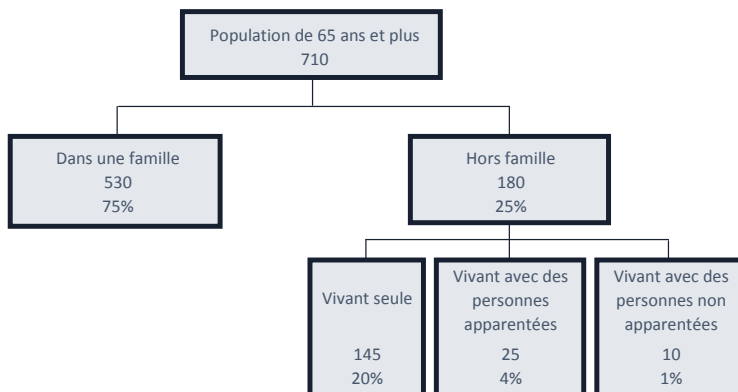 Population de 65 ans et plus
710
Dans une famille
530
75%
Hors famille
180
25%
Vivant seule
145
20%
Vivant avec des
personnes
apparentées
25
4%
Vivant avec des
personnes non
apparentées
10
1%